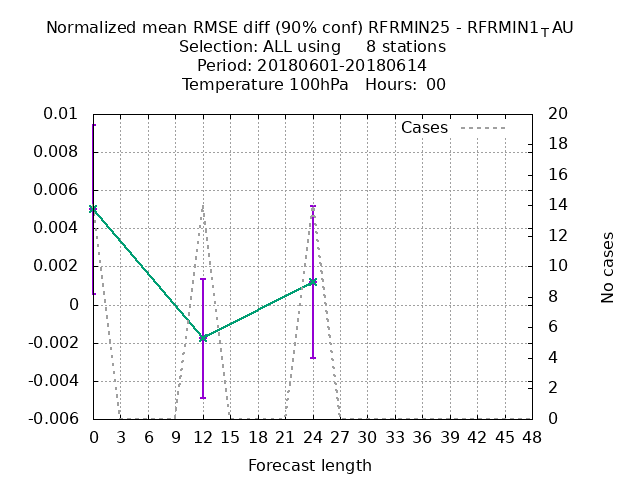 Normalized mean RMSE diff (90% conf) RFRMIN25 - RFRMIN1_TAU
Selection: ALL using     8 stations
Period: 20180601-20180614
Temperature 100hPa   Hours: 00
Cases
0.01
0.008
0.006
0.004
0.002
0
-0.002
-0.004
-0.006
20
18
16
14
12
10
8
6
4
2
0
No cases
0 3 6 9 12 15 18 21 24 27 30 33 36 39 42 45 48
Forecast length